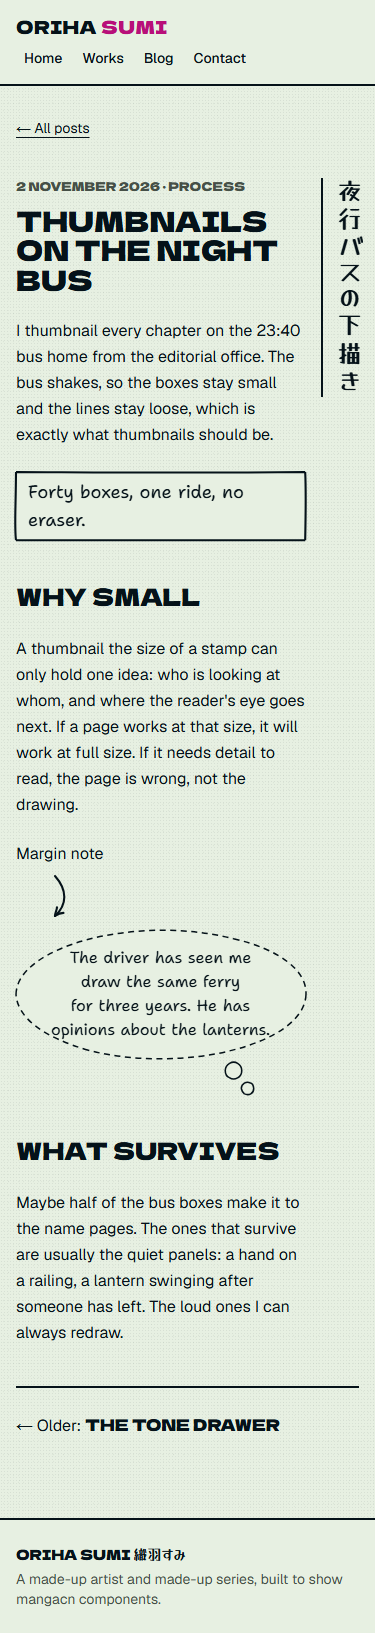 ORIHA SUMI
Home Works Blog Contact
← All posts
2 NOVEMBER 2026 · PROCESS
THUMBNAILS
ON THE NIGHT
BUS
夜行バスの下描き
I thumbnail every chapter on the 23:40
bus home from the editorial office. The
bus shakes, so the boxes stay small
and the lines stay loose, which is
exactly what thumbnails should be.
Forty boxes, one ride, no
eraser.
WHY SMALL
A thumbnail the size of a stamp can
only hold one idea: who is looking at
whom, and where the reader's eye goes
next. If a page works at that size, it will
work at full size. If it needs detail to
read, the page is wrong, not the
drawing.
Margin note
The driver has seen me
draw the same ferry
for three years. He has
opinions about the lanterns.
WHAT SURVIVES
Maybe half of the bus boxes make it to
the name pages. The ones that survive
are usually the quiet panels: a hand on
a railing, a lantern swinging after
someone has left. The loud ones I can
always redraw.
← Older: THE TONE DRAWER
ORIHA SUMI 織羽すみ
A made-up artist and made-up series, built to show
mangacn components.